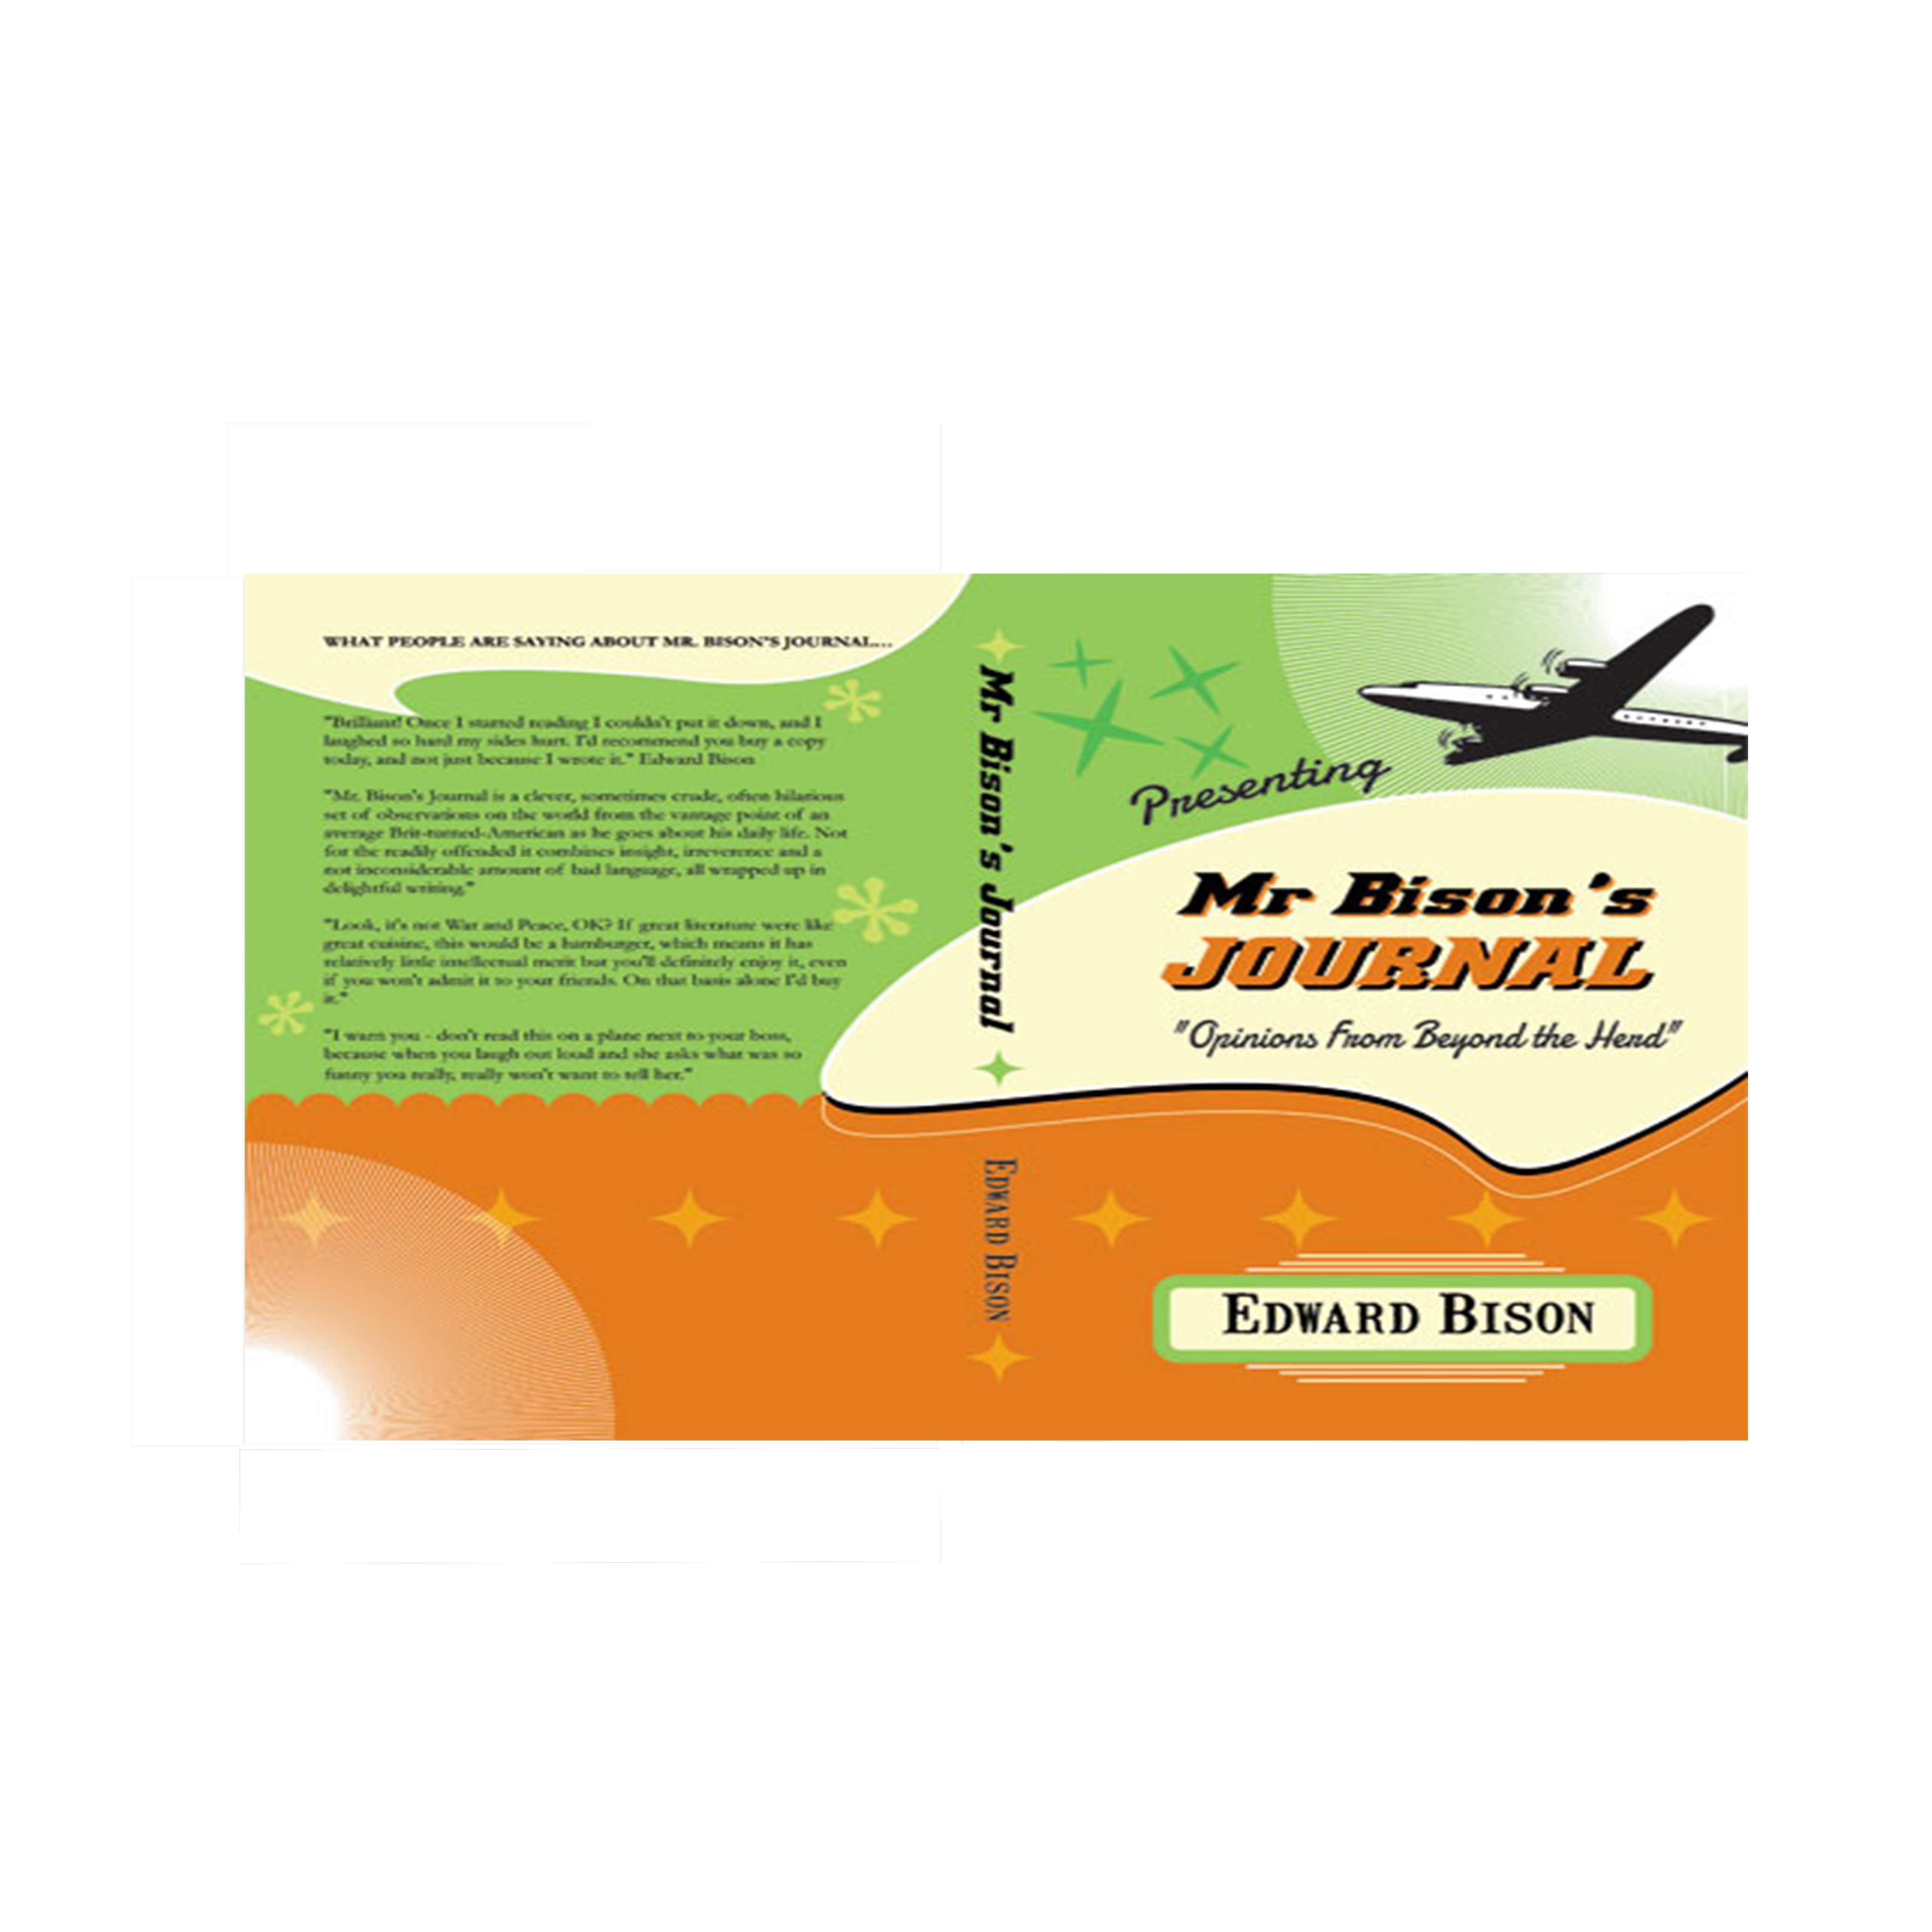 WHAT PEOPLE ARE SAYING ABOUT MR. BISON'S JOURNAL...
"Brilliant! Once I started reading I couldn't put it down, and I
laughed so hard my sides hurt. I'd recommend you buy a copy
today, and not just because I wrote it." Edward Bison
"Mr. Bison's Journal is a clever, sometimes crude, often hilarious
set of observations on the world from the vantage point of an
average Brit-turned-American as he goes about his daily life. Not
for the readily offended it combines insight, irreverence and a
not inconsiderable amount of bad language, all wrapped up in
delightful writing."
"Look, it's not War and Peace, OK? If great literature were like
great cuisine, this would be a hamburger, which means it has
relatively little intellectual merit but you'll definitely enjoy it, even
if you won't admit it to your friends. On that basis alone I'd buy
it."
"I warn you - don't read this on a plane next to your boss,
because when you laugh out loud and she asks what was so
funny you really, really won't want to tell her."
Mr Bison's Journal
EDWARD BISON
Presenting
Mr Bison's
JOURNAL
"Opinions From Beyond the Herd"
EDWARD BISON